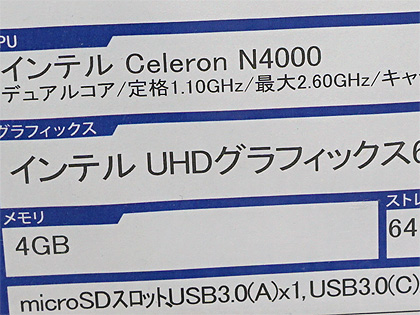 PU
インテル Celeron N4000
デュアルコア/定格1.10GHz/最大2.60GHz/キャ
グラフィックス
インテル UHDグラフィックス6
メモリ
4GB
ストレ
64
microSDスロット、USB3.0(A)x1,USB3.0(C)